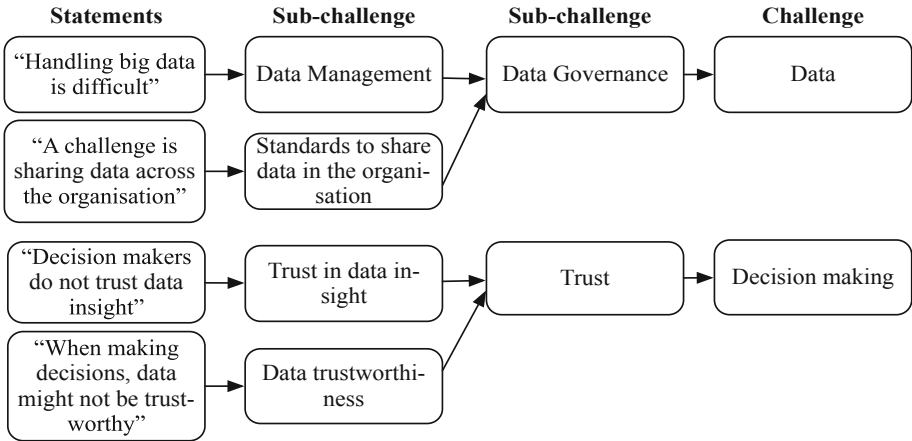 Statements Sub-challenge Sub-challenge Challenge
“Handling big data
is difficult”
Data Management
Data Governance
Data
“A challenge is
sharing data across
the organisation”
Standards to share
data in the organi-
sation
“Decision makers
do not trust data
insight”
Trust in data in-
sight
Trust
Decision making
“When making
decisions, data
might not be trust-
worthy”
Data trustworthi-
ness